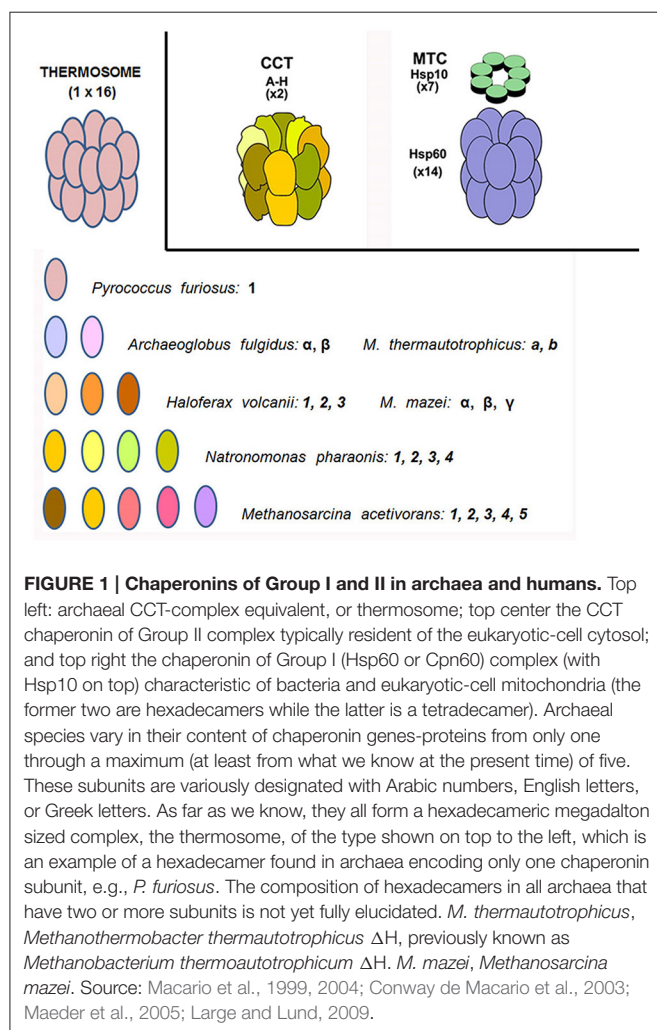 THERMOSOME
(1 x 16)
CCT
A-H
(x2)
MTC
Hsp10
(x7)
Hsp60
(x14)
Pyrococcus furiosus: 1
Archaeoglobus fulgidus: α, β M. thermautotrophicus: a, b
Haloferax volcanii: 1, 2, 3 M. mazei: α, β, γ
Natronomonas pharaonis: 1, 2, 3, 4
Methanosarcina acetivorans: 1, 2, 3, 4, 5
FIGURE 1 | Chaperonins of Group I and II in archaea and humans. Top
left: archaeal CCT-complex equivalent, or thermosome; top center the CCT
chaperonin of Group II complex typically resident of the eukaryotic-cell cytosol;
and top right the chaperonin of Group I (Hsp60 or Cpn60) complex (with
Hsp10 on top) characteristic of bacteria and eukaryotic-cell mitochondria (the
former two are hexadecamers while the latter is a tetradecamer). Archaeal
species vary in their content of chaperonin genes-proteins from only one
through a maximum (at least from what we know at the present time) of five.
These subunits are variously designated with Arabic numbers, English letters,
or Greek letters. As far as we know, they all form a hexadecameric megadalton
sized complex, the thermosome, of the type shown on top to the left, which is
an example of a hexadecamer found in archaea encoding only one chaperonin
subunit, e.g., P. furiosus. The composition of hexadecamers in all archaea that
have two or more subunits is not yet fully elucidated. M. thermautotrophicus,
Methanothermobacter thermautotrophicus ΔH, previously known as
Methanobacterium thermoautotrophicum ΔH. M. mazei, Methanosarcina
mazei. Source: Macario et al., 1999, 2004; Conway de Macario et al., 2003;
Maeder et al., 2005; Large and Lund, 2009.